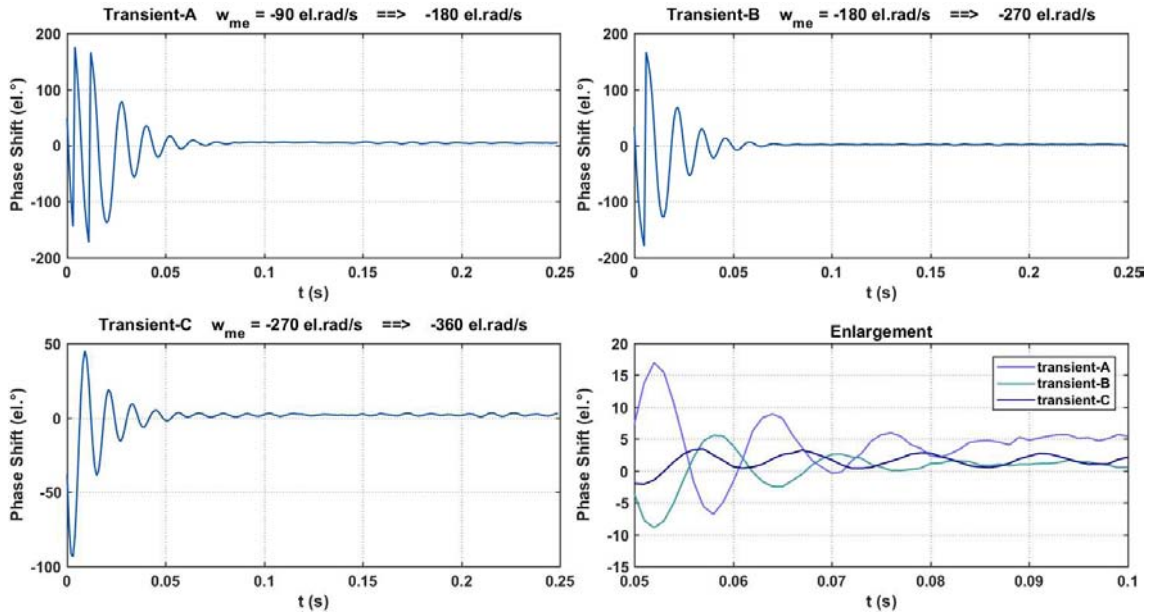 Transient-A w_me = -90 el.rad/s ==> -180 el.rad/s
200
100
0
-100
-200
Phase Shift (el.°)
0 0.05 0.1 0.15 0.2 0.25
t (s)
Transient-B w_me = -180 el.rad/s ==> -270 el.rad/s
200
100
0
-100
-200
Phase Shift (el.°)
0 0.05 0.1 0.15 0.2 0.25
t (s)
Transient-C w_me = -270 el.rad/s ==> -360 el.rad/s
50
0
-50
-100
Phase Shift (el.°)
0 0.05 0.1 0.15 0.2 0.25
t (s)
Enlargement
20
15
10
5
0
-5
-10
-15
Phase Shift (el.°)
transient-A
transient-B
transient-C
0.05 0.06 0.07 0.08 0.09 0.1
t (s)